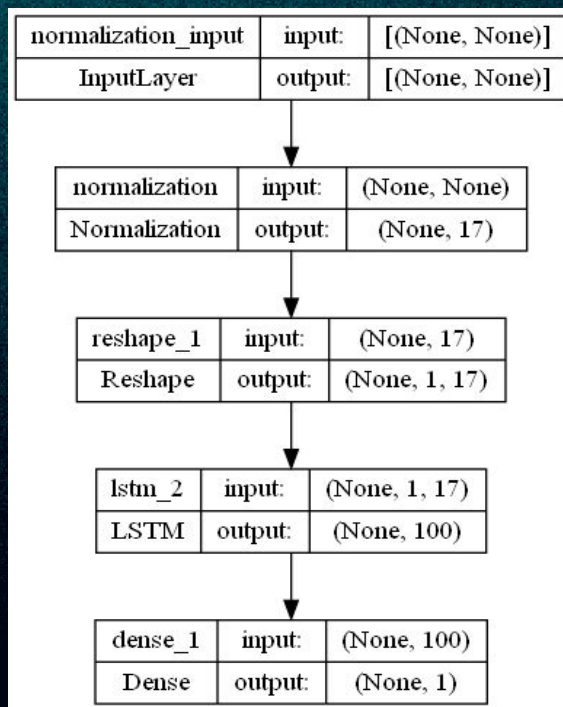 normalization_input input: [(None, None)]
InputLayer output: [(None, None)]
normalization input: (None, None)
Normalization output: (None, 17)
reshape_1 input: (None, 17)
Reshape output: (None, 1, 17)
lstm_2 input: (None, 1, 17)
LSTM output: (None, 100)
dense_1 input: (None, 100)
Dense output: (None, 1)